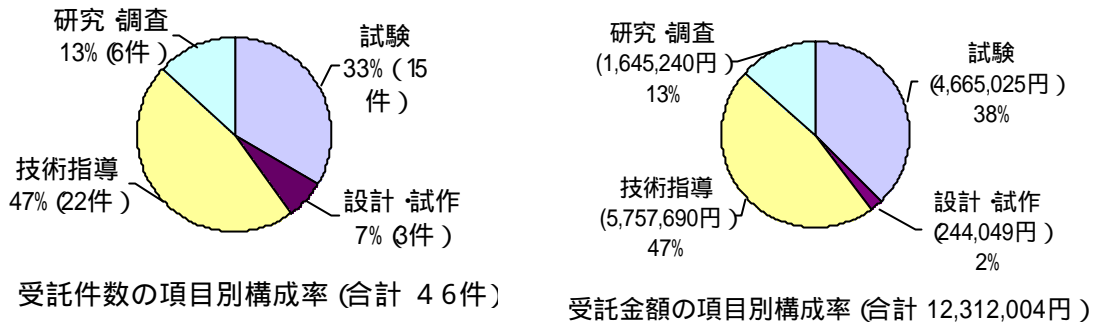 研究・調査
13% (6件)
試験
33% (15
件)
技術指導
47% (22件)
設計・試作
7% (3件)
受託件数の項目別構成率 (合計 46件)
研究・調査
(1,645,240円)
13%
試験
(4,665,025円)
38%
技術指導
(5,757,690円)
47%
設計・試作
(244,049円)
2%
受託金額の項目別構成率 (合計 12,312,004円)